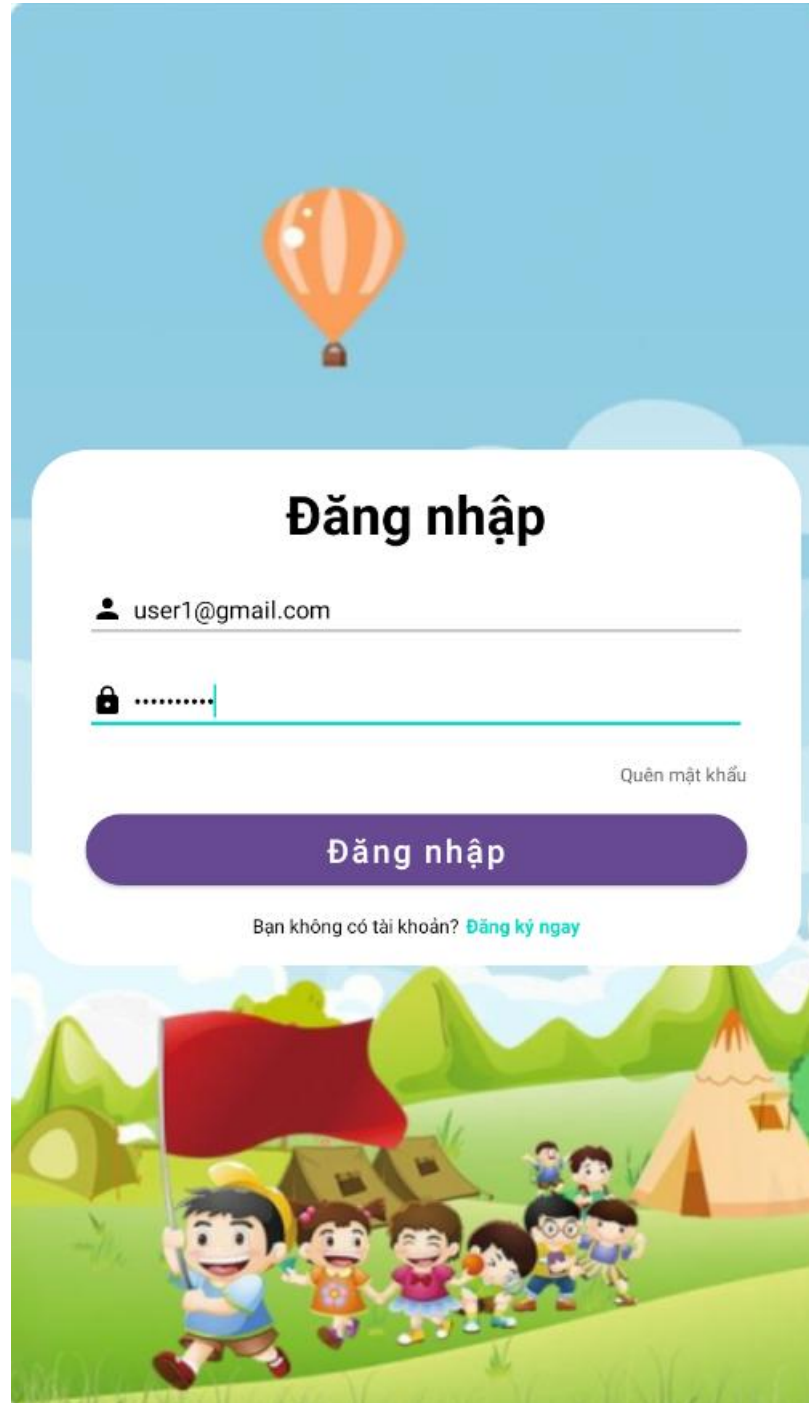 Đăng nhập
user1@gmail.com
••••••••••
Quên mật khẩu
Đăng nhập
Bạn không có tài khoản? Đăng ký ngay